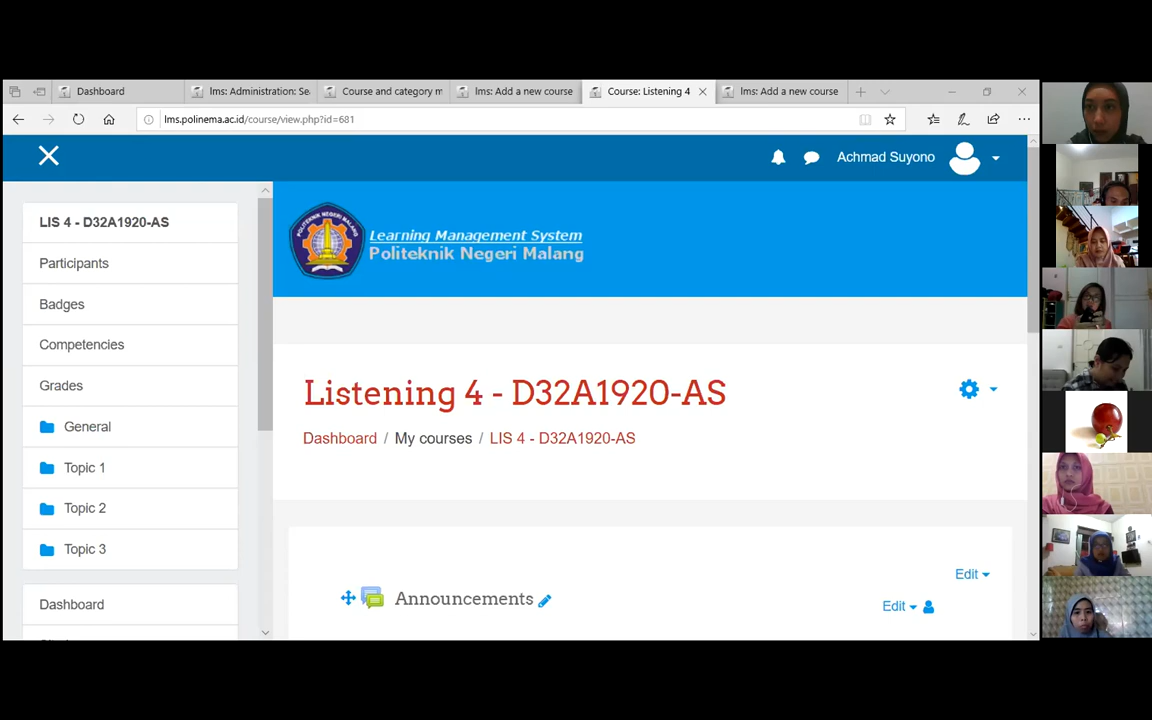 Dashboard
lms: Administration: Se
Course and category m
lms: Add a new course
Course: Listening 4
lms: Add a new course
lms.polinema.ac.id/course/view.php?id=681
Achmad Suyono
LIS 4 - D32A1920-AS
Participants
Badges
Competencies
Grades
General
Topic 1
Topic 2
Topic 3
Dashboard
Learning Management System
Politeknik Negeri Malang
Listening 4 - D32A1920-AS
Dashboard / My courses / LIS 4 - D32A1920-AS
Edit
Announcements
Edit